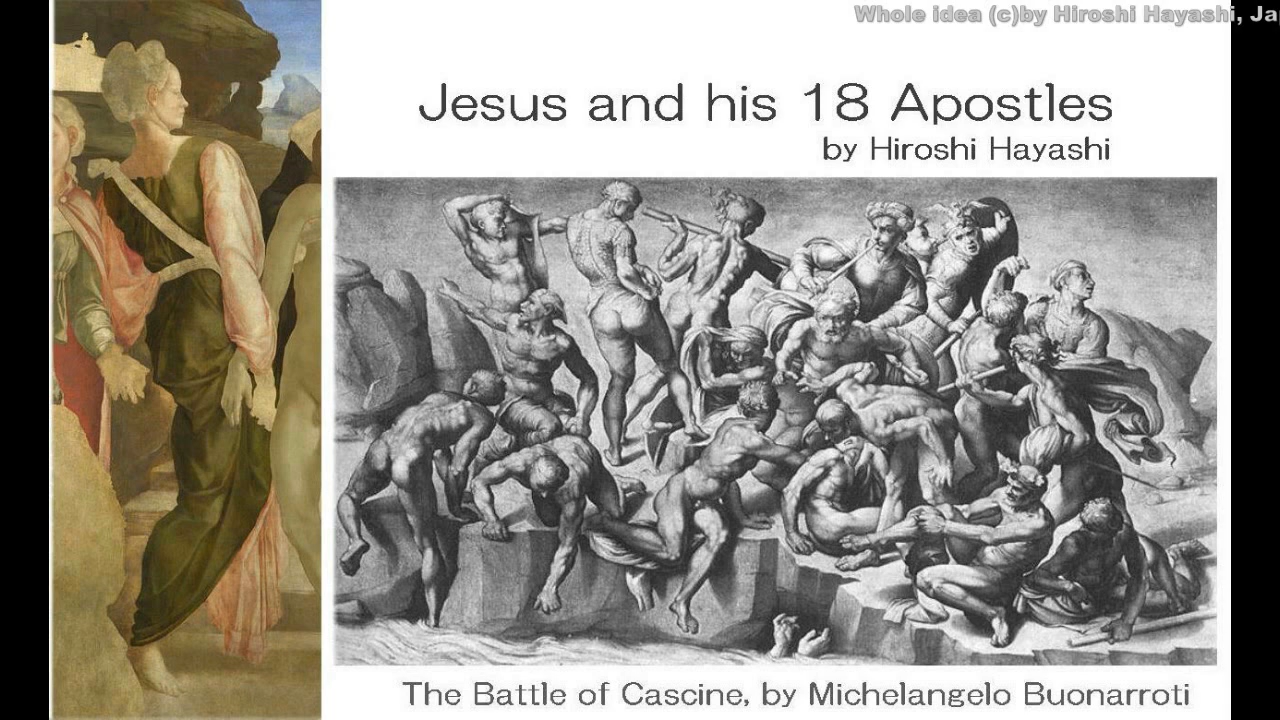 Whole idea (c)by Hiroshi Hayashi, Ja
Jesus and his 18 Apostles
by Hiroshi Hayashi
The Battle of Cascine, by Michelangelo Buonarroti